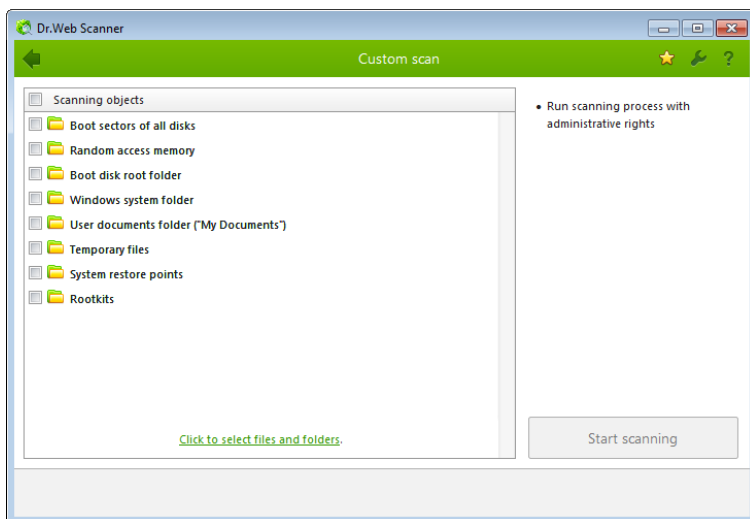 Dr.Web Scanner
Custom scan
?
Scanning objects
Boot sectors of all disks
Random access memory
Boot disk root folder
Windows system folder
User documents folder ("My Documents")
Temporary files
System restore points
Rootkits
Click to select files and folders.
• Run scanning process with
administrative rights
Start scanning